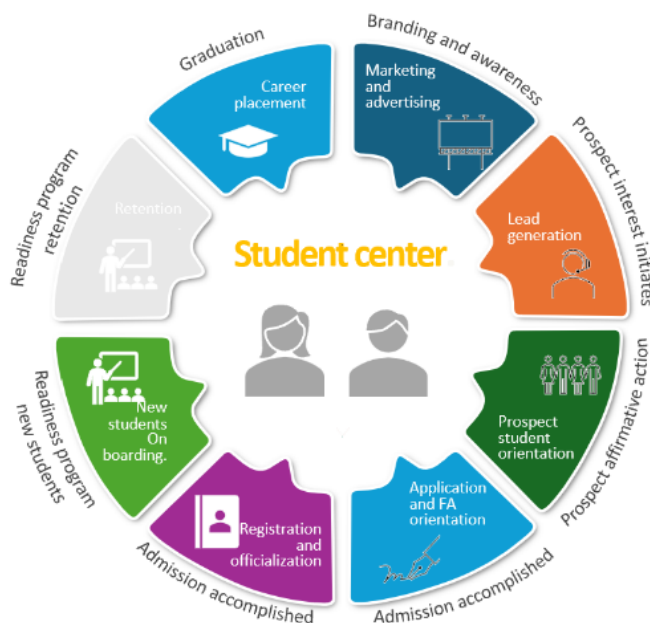 Branding and awareness
Marketing
and
advertising
Prospect interest initiates
Lead
generation
Prospect affirmative action
Prospect
student
orientation
Admission accomplished
Application
and FA
orientation
Admission accomplished
Registration
and
officialization
Readiness program
new students
New
students
On
boarding.
Readiness program
retention
Retention
Graduation
Career
placement
Student center